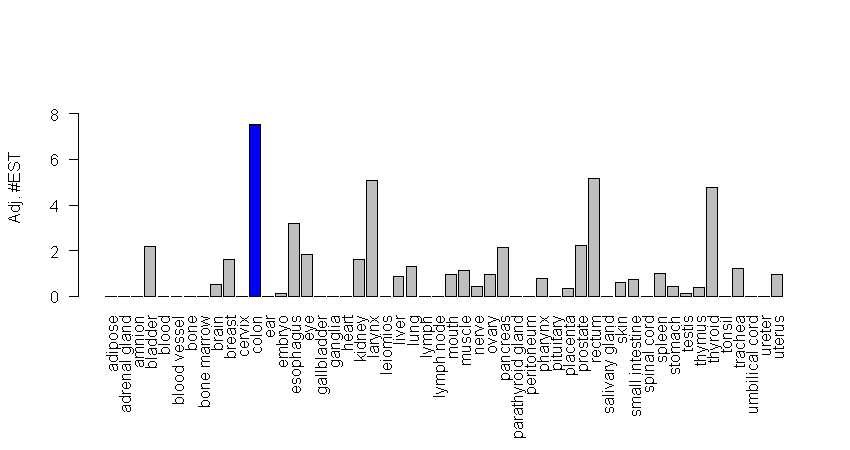 Adj. #EST
8
6
4
2
0
adipose
adrenal gland
amnion
bladder
blood
blood vessel
bone
bone marrow
brain
breast
cervix
colon
ear
embryo
esophagus
eye
gallbladder
ganglia
heart
kidney
larynx
leiomios
liver
lung
lymph
lymph node
mouth
muscle
nerve
ovary
pancreas
parathyroid gland
peritoneum
pharynx
pituitary
placenta
prostate
rectum
salivary gland
skin
small intestine
spinal cord
spleen
stomach
testis
thymus
thyroid
tonsil
trachea
umbilical cord
ureter
uterus